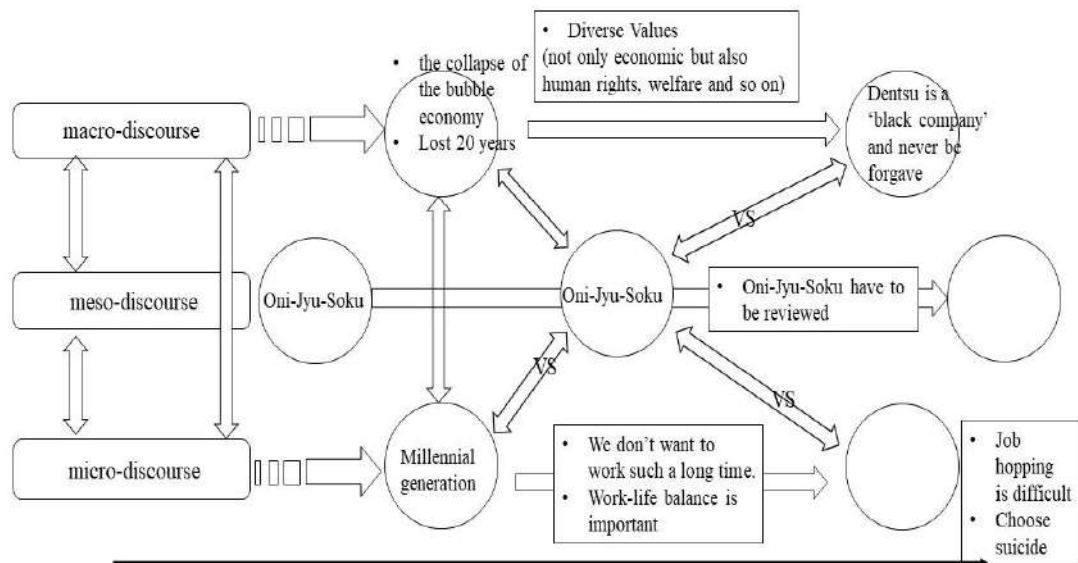 • Diverse Values
(not only economic but also
human rights, welfare and so on)
macro-discourse
• the collapse of
the bubble
economy
• Lost 20 years
Dentsu is a
'black company'
and never be
forgave
VS
meso-discourse
Oni-Jyu-Soku
Oni-Jyu-Soku
• Oni-Jyu-Soku have to
be reviewed
VS
VS
micro-discourse
Millennial
generation
• We don't want to
work such a long time.
• Work-life balance is
important
• Job
hopping
is difficult
• Choose
suicide